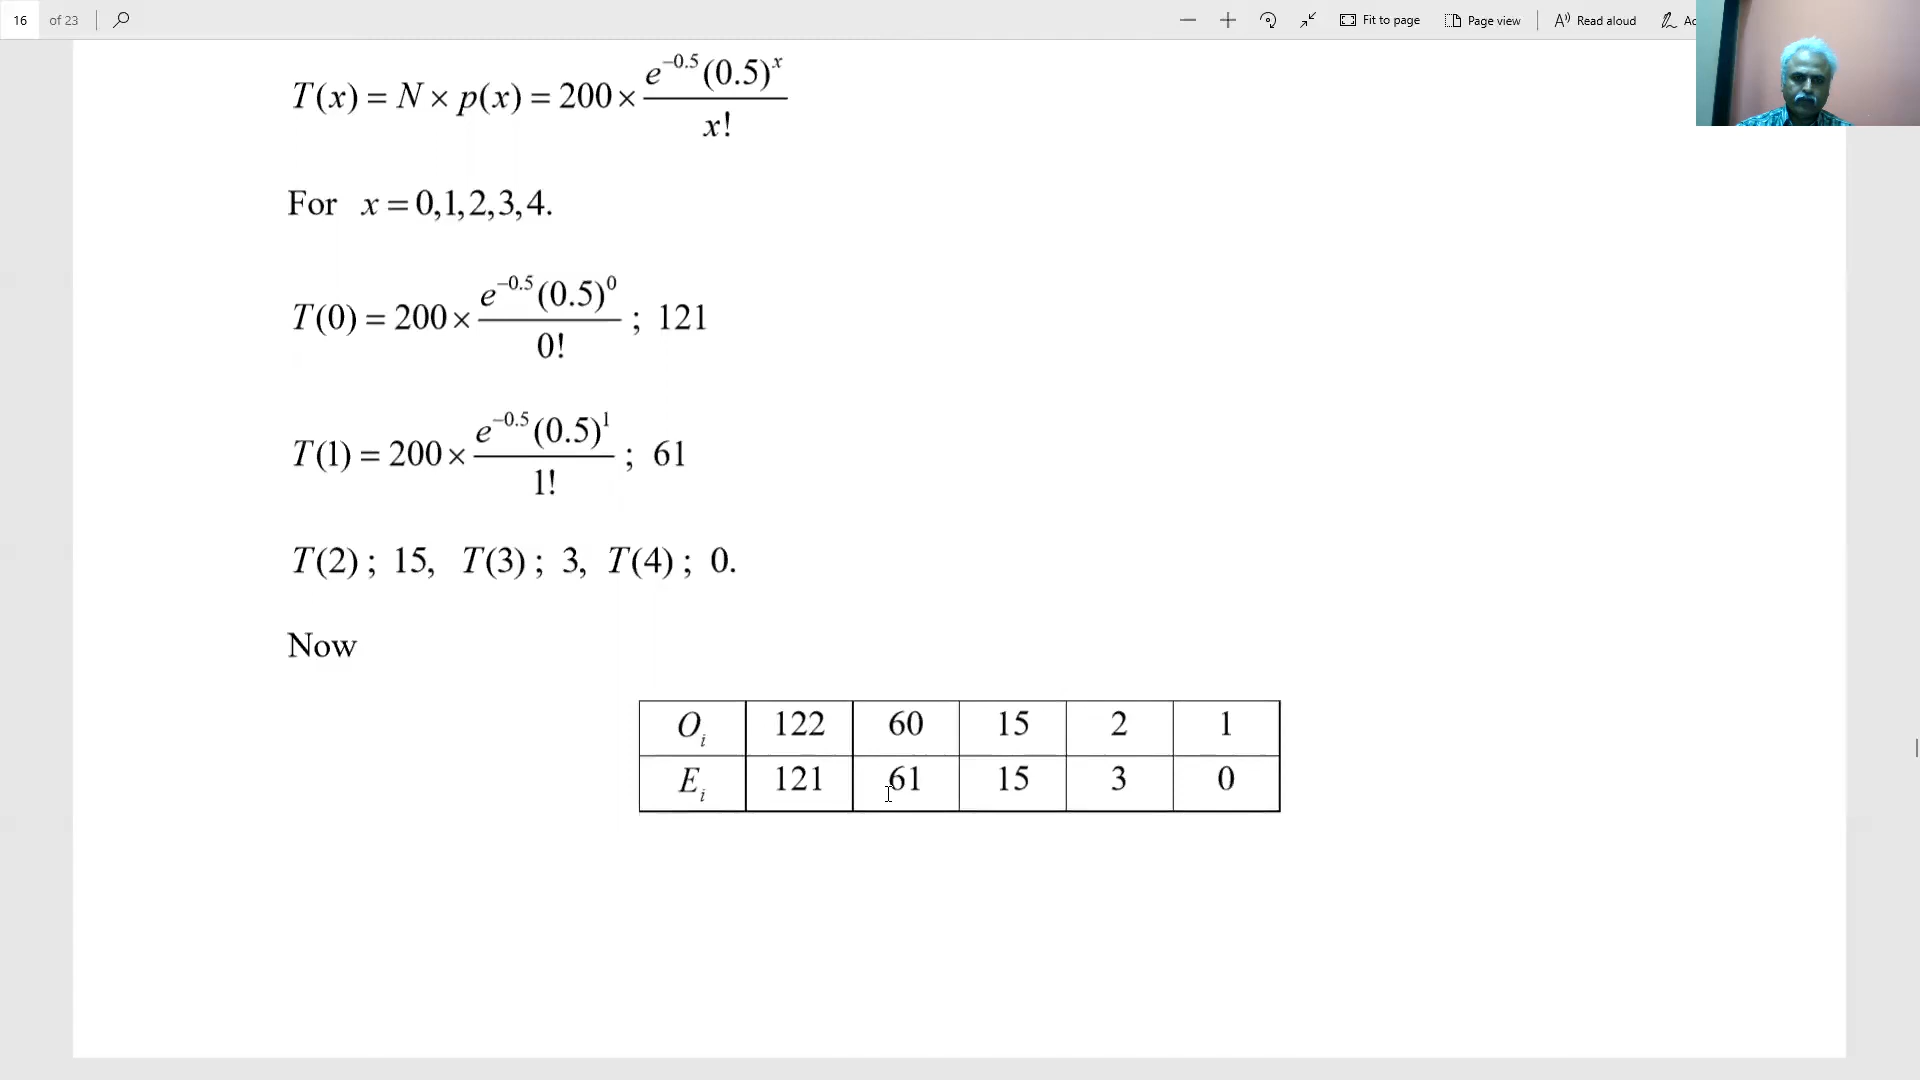 16 of 23 Fit to page Page view Read aloud
T(x) = N × p(x) = 200 × e^{-0.5}(0.5)^x / x!
For x = 0,1,2,3,4.
T(0) = 200 × e^{-0.5}(0.5)^0 / 0! ; 121
T(1) = 200 × e^{-0.5}(0.5)^1 / 1! ; 61
T(2) ; 15, T(3) ; 3, T(4) ; 0.
Now
O_i 122 60 15 2 1
E_i 121 61 15 3 0